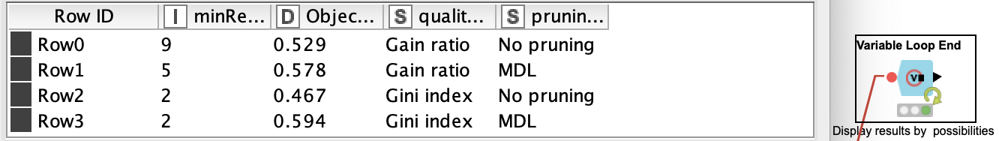 Row ID I minRe... D Objec... S qualit... S prunin...
Row0 9 0.529 Gain ratio No pruning
Row1 5 0.578 Gain ratio MDL
Row2 2 0.467 Gini index No pruning
Row3 2 0.594 Gini index MDL
Variable Loop End
V
Display results by possibilities